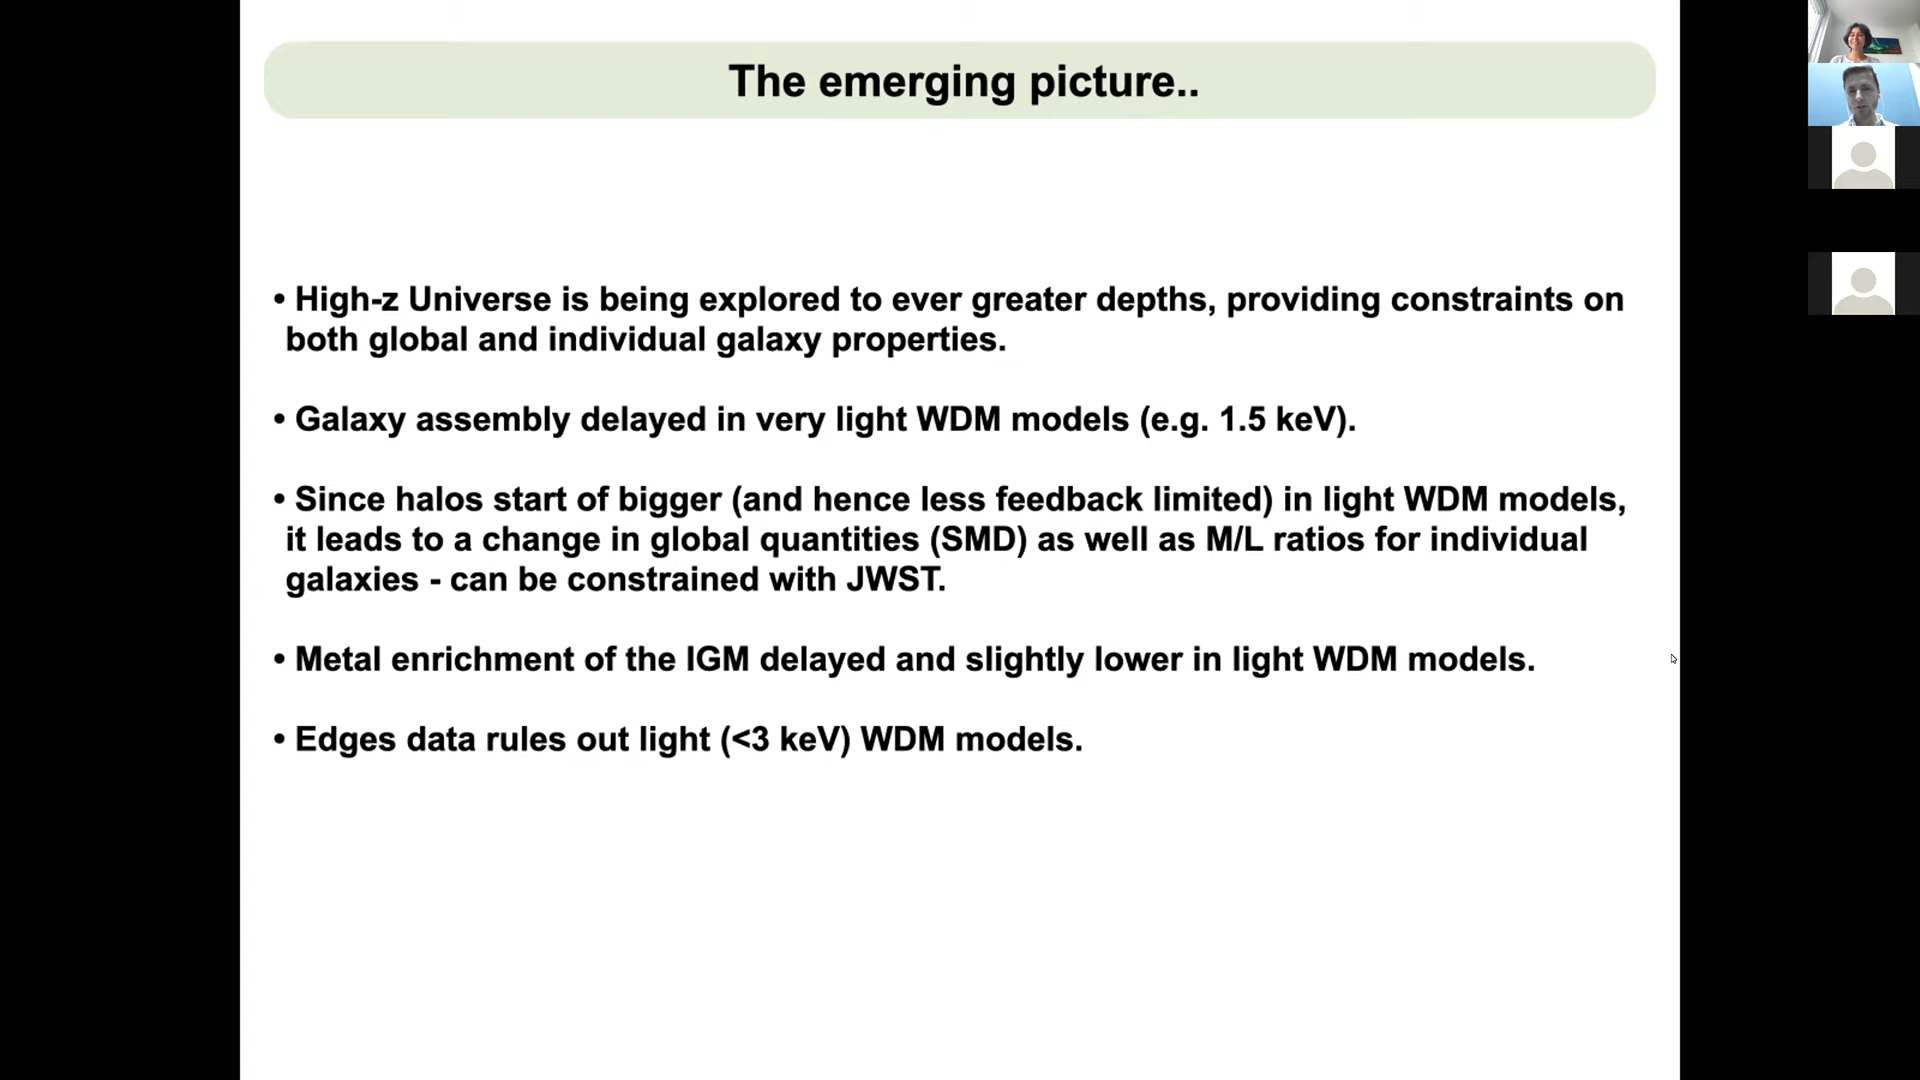 The emerging picture..
• High-z Universe is being explored to ever greater depths, providing constraints on
both global and individual galaxy properties.
• Galaxy assembly delayed in very light WDM models (e.g. 1.5 keV).
• Since halos start of bigger (and hence less feedback limited) in light WDM models,
it leads to a change in global quantities (SMD) as well as M/L ratios for individual
galaxies - can be constrained with JWST.
• Metal enrichment of the IGM delayed and slightly lower in light WDM models.
• Edges data rules out light (<3 keV) WDM models.